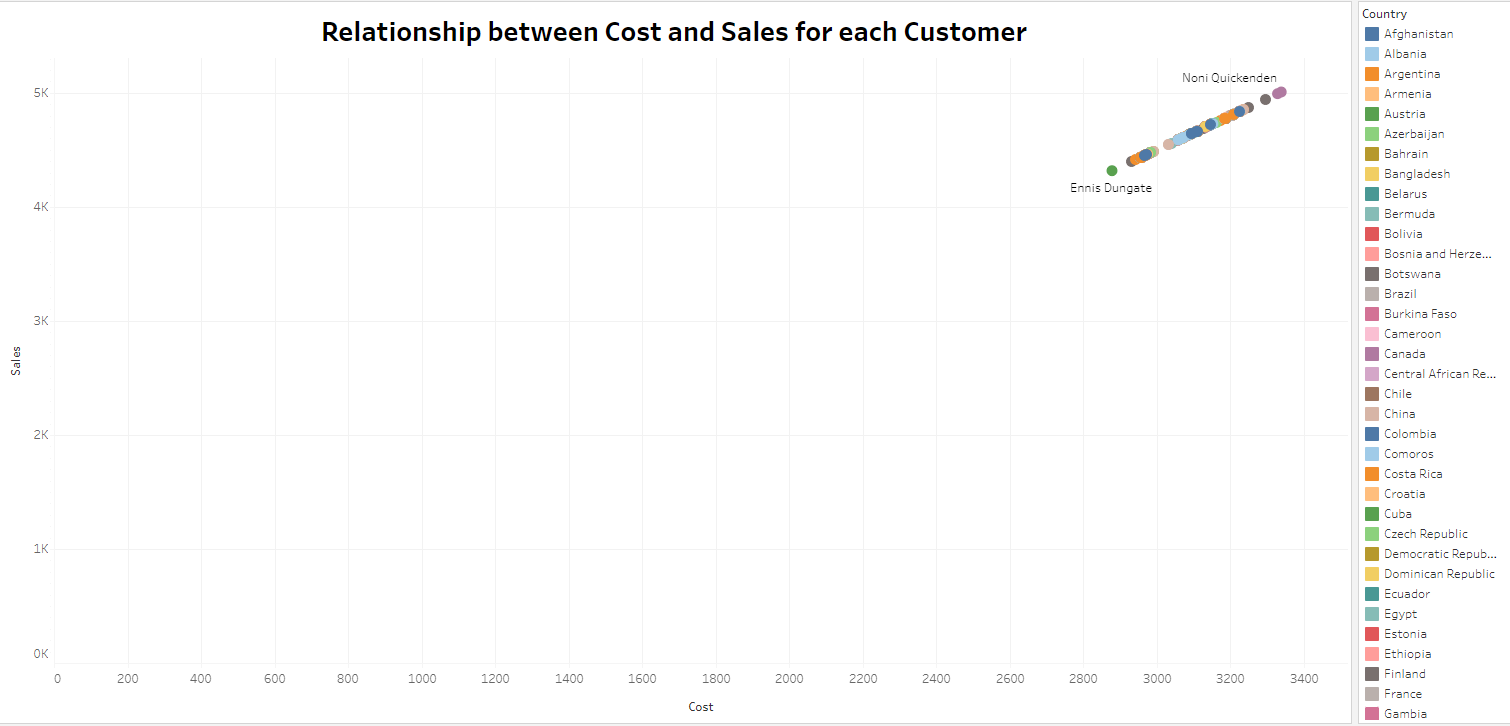 Relationship between Cost and Sales for each Customer
Noni Quickenden
Ennis Dungate
5K
4K
3K
2K
1K
0K
Sales
0 200 400 600 800 1000 1200 1400 1600 1800 2000 2200 2400 2600 2800 3000 3200 3400
Cost
Country
Afghanistan
Albania
Argentina
Armenia
Austria
Azerbaijan
Bahrain
Bangladesh
Belarus
Bermuda
Bolivia
Bosnia and Herze...
Botswana
Brazil
Burkina Faso
Cameroon
Canada
Central African Re...
Chile
China
Colombia
Comoros
Costa Rica
Croatia
Cuba
Czech Republic
Democratic Repub...
Dominican Republic
Ecuador
Egypt
Estonia
Ethiopia
Finland
France
Gambia